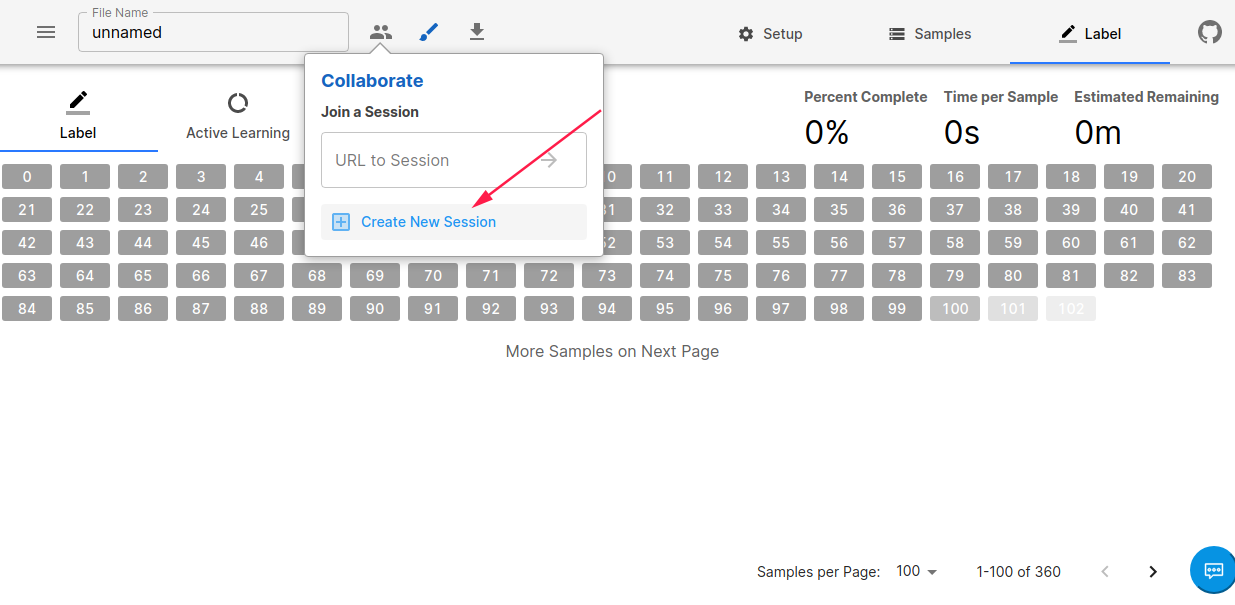 File Name
unnamed
Setup
Samples
Label
Collaborate
Join a Session
URL to Session
Create New Session
Label
Active Learning
Percent Complete
Time per Sample
Estimated Remaining
0%
0s
0m
0 1 2 3 4 0 11 12 13 14 15 16 17 18 19 20
21 22 23 24 25 31 32 33 34 35 36 37 38 39 40 41
42 43 44 45 46 52 53 54 55 56 57 58 59 60 61 62
63 64 65 66 67 68 69 70 71 72 73 74 75 76 77 78 79 80 81 82 83
84 85 86 87 88 89 90 91 92 93 94 95 96 97 98 99 100 101 102
More Samples on Next Page
Samples per Page: 100 1-100 of 360